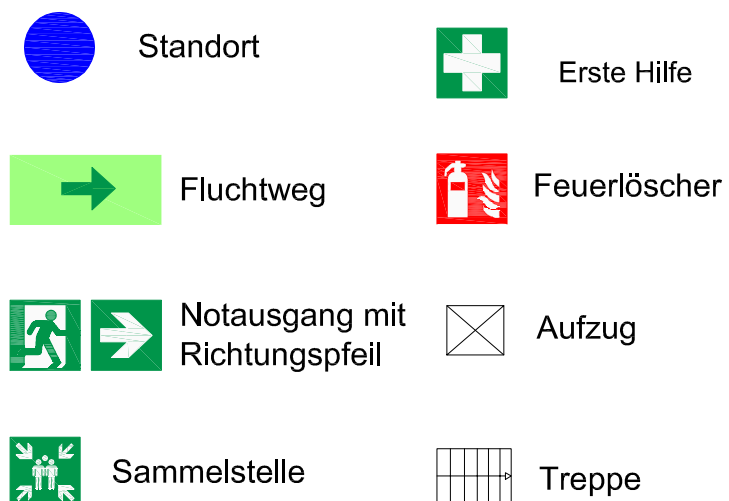 Standort
Erste Hilfe
Fluchtweg
Feuerlöscher
Notausgang mit
Richtungspfeil
Aufzug
Sammelstelle
Treppe